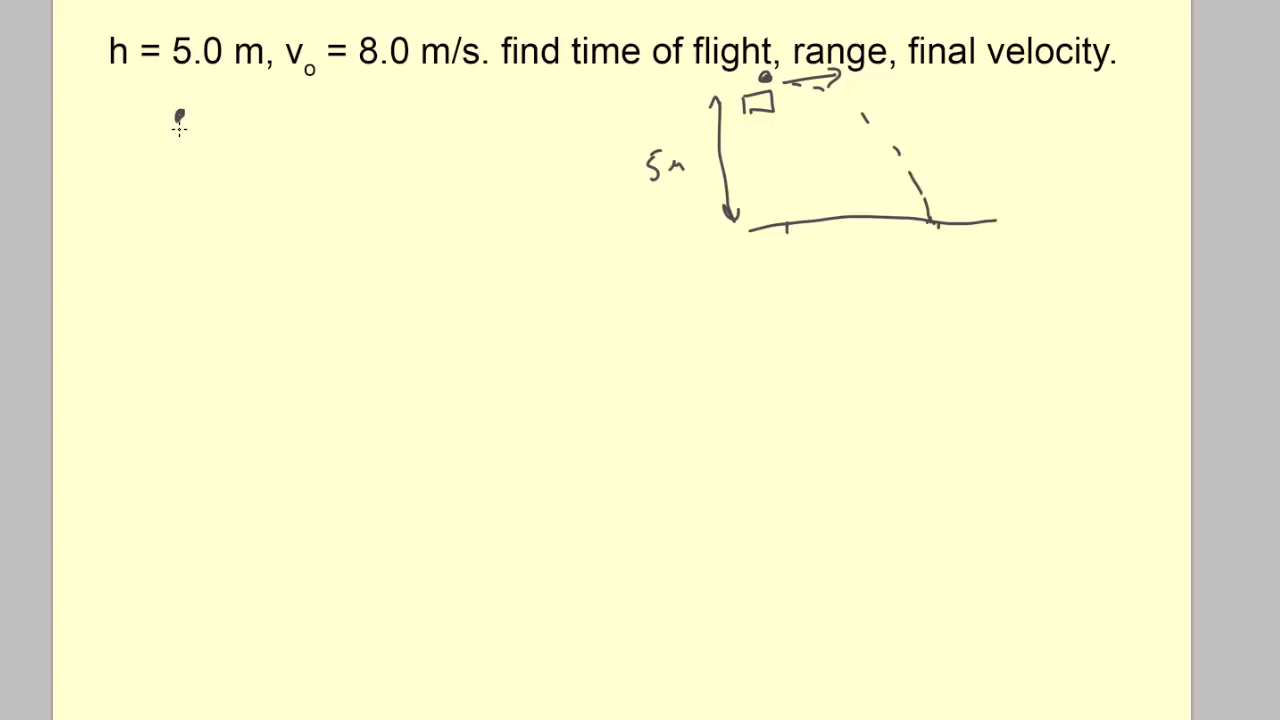 h = 5.0 m, vo = 8.0 m/s. find time of flight, range, final velocity.
5m